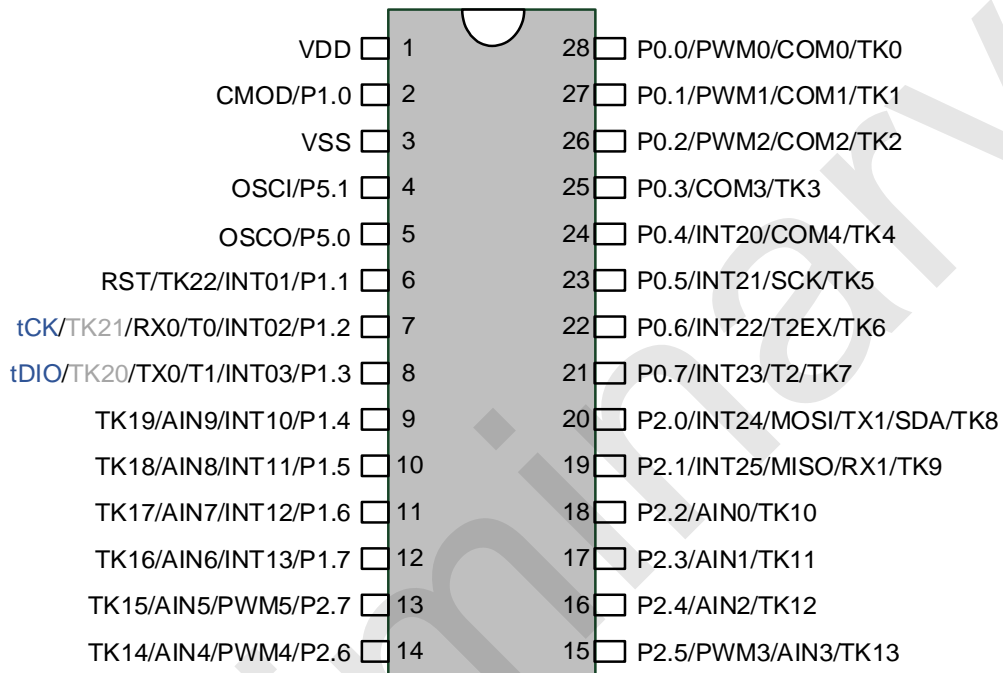 VDD 1 28 P0.0/PWM0/COM0/TK0
CMOD/P1.0 2 27 P0.1/PWM1/COM1/TK1
VSS 3 26 P0.2/PWM2/COM2/TK2
OSCI/P5.1 4 25 P0.3/COM3/TK3
OSCO/P5.0 5 24 P0.4/INT20/COM4/TK4
RST/TK22/INT01/P1.1 6 23 P0.5/INT21/SCK/TK5
tCK/TK21/RX0/T0/INT02/P1.2 7 22 P0.6/INT22/T2EX/TK6
tDIO/TK20/TX0/T1/INT03/P1.3 8 21 P0.7/INT23/T2/TK7
TK19/AIN9/INT10/P1.4 9 20 P2.0/INT24/MOSI/TX1/SDA/TK8
TK18/AIN8/INT11/P1.5 10 19 P2.1/INT25/MISO/RX1/TK9
TK17/AIN7/INT12/P1.6 11 18 P2.2/AIN0/TK10
TK16/AIN6/INT13/P1.7 12 17 P2.3/AIN1/TK11
TK15/AIN5/PWM5/P2.7 13 16 P2.4/AIN2/TK12
TK14/AIN4/PWM4/P2.6 14 15 P2.5/PWM3/AIN3/TK13